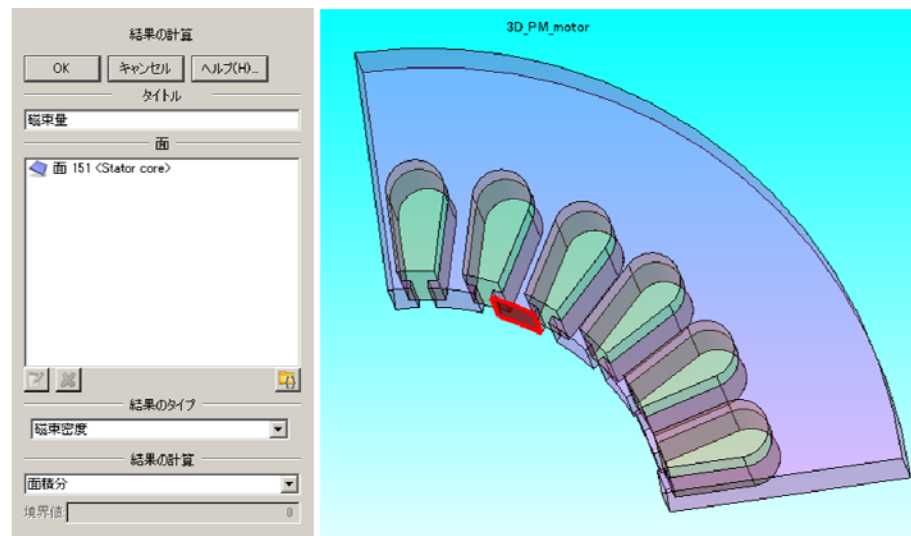 結果の計算
OK
キャンセル
ヘルプ(H)...
タイトル
磁束量
面
面 151 <Stator core>
結果のタイプ
磁束密度
結果の計算
面積分
境界値:
0
3D_PM_motor